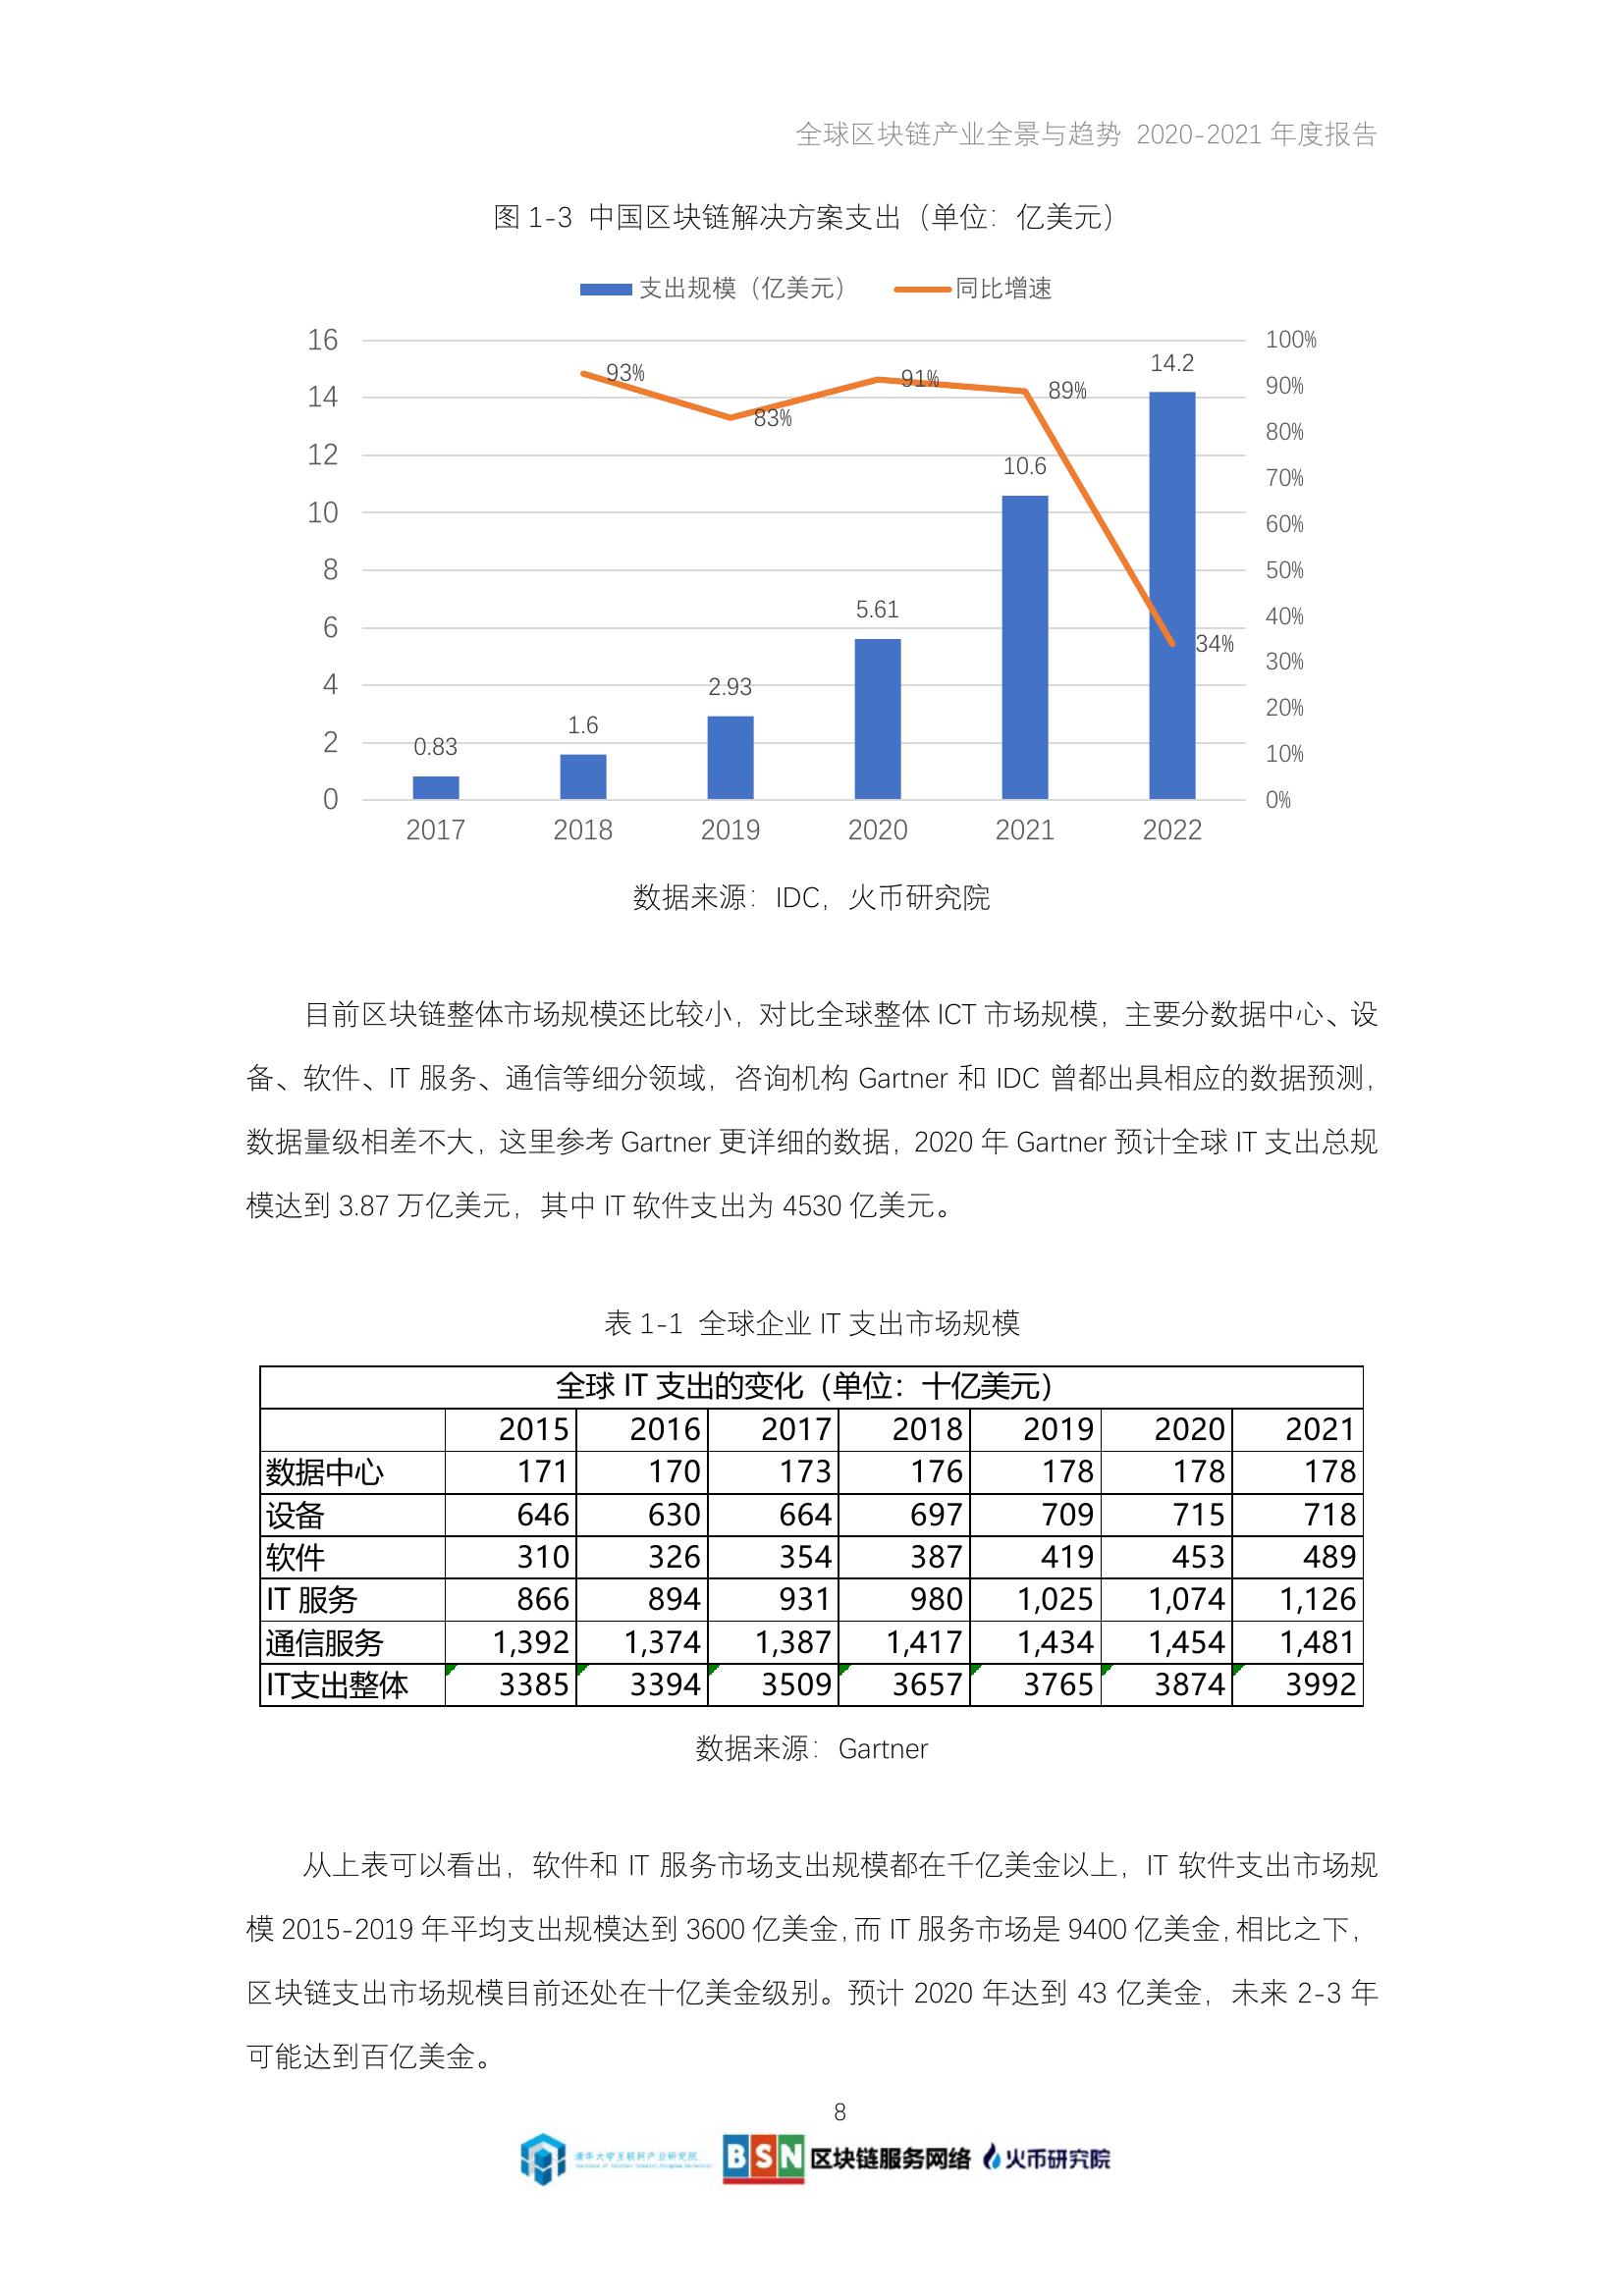 全球区块链产业全景与趋势 2020-2021 年度报告
图 1-3 中国区块链解决方案支出（单位：亿美元）
支出规模（亿美元） 同比增速
16 100%
14 90%
12 80%
10 70%
8 60%
6 50%
4 40%
2 30%
0 20%
10%
0%
93% 83% 91% 89% 34%
0.83 1.6 2.93 5.61 10.6 14.2
2017 2018 2019 2020 2021 2022
数据来源：IDC，火币研究院
目前区块链整体市场规模还比较小，对比全球整体 ICT 市场规模，主要分数据中心、设
备、软件、IT 服务、通信等细分领域，咨询机构 Gartner 和 IDC 曾都出具相应的数据预测，
数据量级相差不大，这里参考 Gartner 更详细的数据，2020 年 Gartner 预计全球 IT 支出总规
模达到 3.87 万亿美元，其中 IT 软件支出为 4530 亿美元。
表 1-1 全球企业 IT 支出市场规模
全球 IT 支出的变化（单位：十亿美元）
2015 2016 2017 2018 2019 2020 2021
数据中心 171 170 173 176 178 178 178
设备 646 630 664 697 709 715 718
软件 310 326 354 387 419 453 489
IT 服务 866 894 931 980 1,025 1,074 1,126
通信服务 1,392 1,374 1,387 1,417 1,434 1,454 1,481
IT支出整体 3385 3394 3509 3657 3765 3874 3992
数据来源：Gartner
从上表可以看出，软件和 IT 服务市场支出规模都在千亿美金以上，IT 软件支出市场规
模 2015-2019 年平均支出规模达到 3600 亿美金,而 IT 服务市场是 9400 亿美金,相比之下，
区块链支出市场规模目前还处在十亿美金级别。预计 2020 年达到 43 亿美金，未来 2-3 年
可能达到百亿美金。
8
清华大学互联网产业研究院 BSN 区块链服务网络 火币研究院